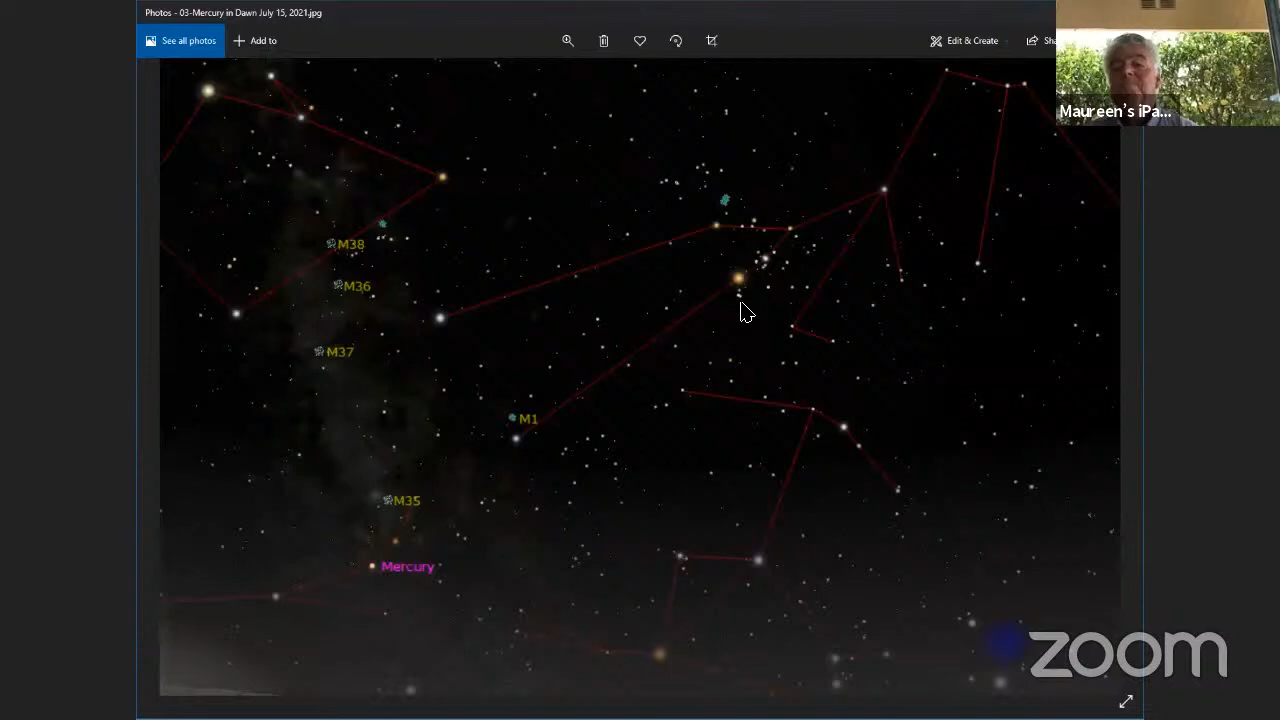 Photos - 03-Mercury in Dawn July 15, 2021.jpg
See all photos
Add to
Edit & Create
Sha
Maureen's iPa...
M38
M36
M37
M1
M35
Mercury
zoom